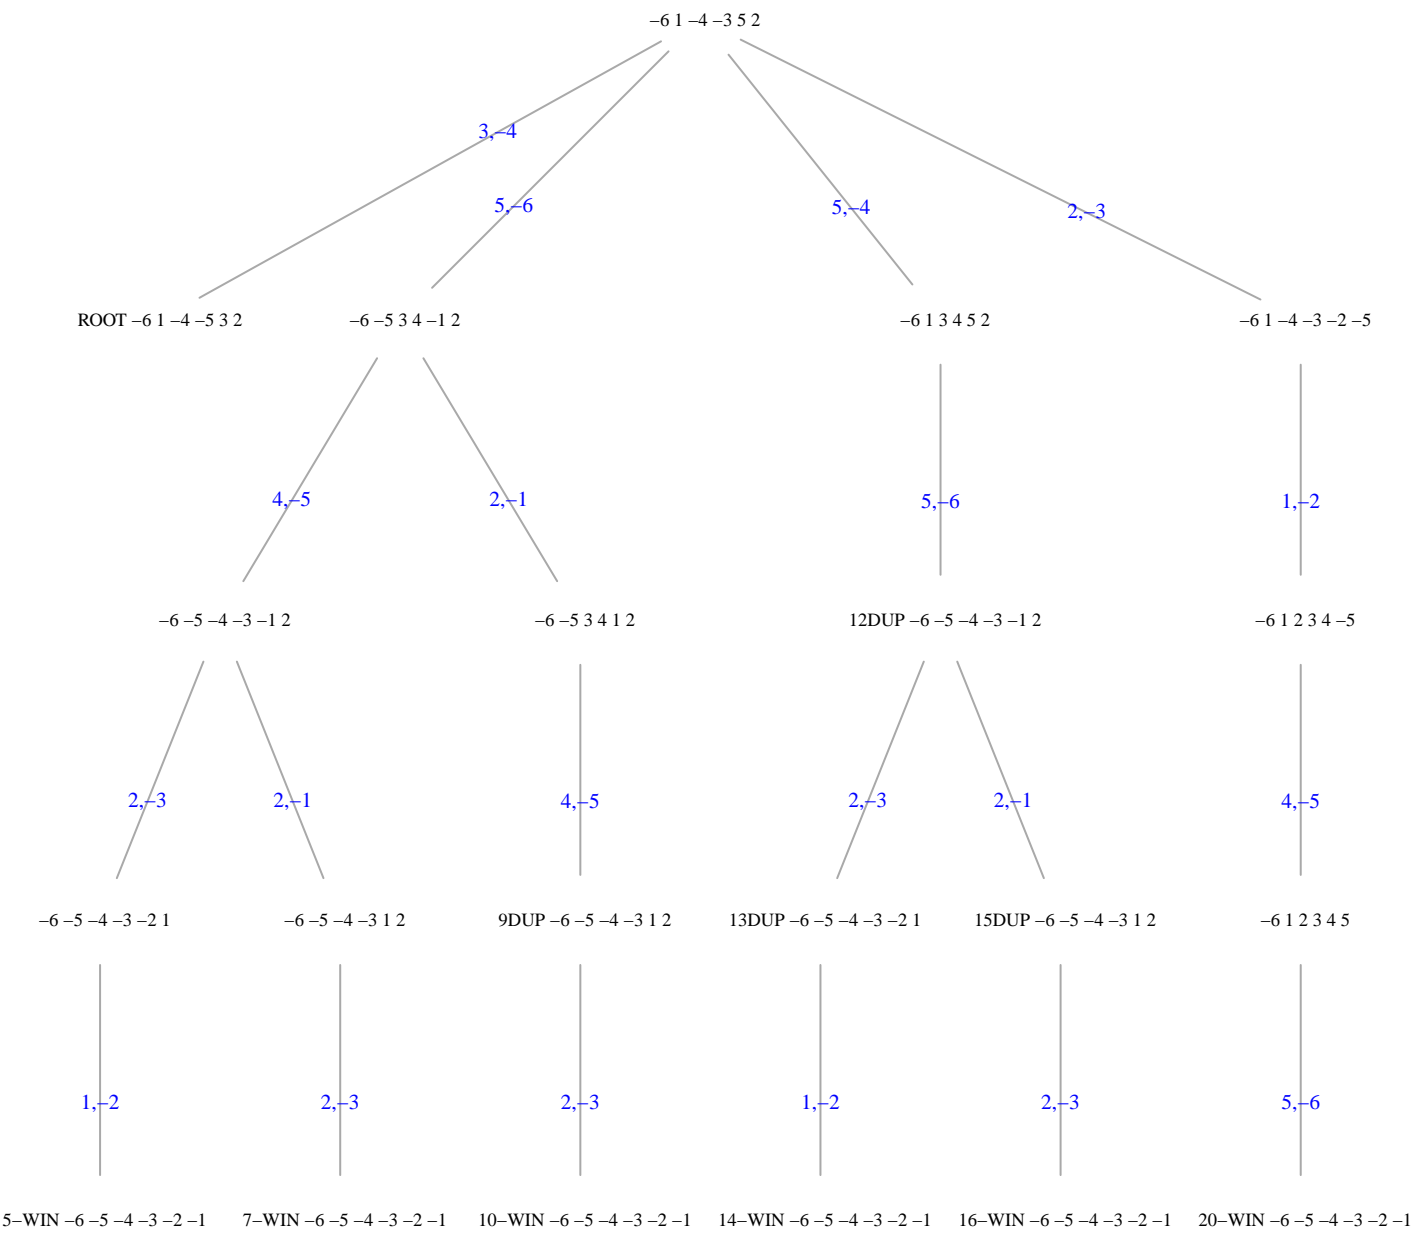 –6 1 –4 –3 5 2
3,–4
5,–6
5,–4
2,–3
ROOT –6 1 –4 –5 3 2
–6 –5 3 4 –1 2
–6 1 3 4 5 2
–6 1 –4 –3 –2 –5
4,–5
2,–1
5,–6
1,–2
–6 –5 –4 –3 –1 2
–6 –5 3 4 1 2
12DUP –6 –5 –4 –3 –1 2
–6 1 2 3 4 –5
2,–3
2,–1
4,–5
2,–3
2,–1
4,–5
–6 –5 –4 –3 –2 1
–6 –5 –4 –3 1 2
9DUP –6 –5 –4 –3 1 2
13DUP –6 –5 –4 –3 –2 1
15DUP –6 –5 –4 –3 1 2
–6 1 2 3 4 5
1,–2
2,–3
2,–3
1,–2
2,–3
5,–6
5–WIN –6 –5 –4 –3 –2 –1
7–WIN –6 –5 –4 –3 –2 –1
10–WIN –6 –5 –4 –3 –2 –1
14–WIN –6 –5 –4 –3 –2 –1
16–WIN –6 –5 –4 –3 –2 –1
20–WIN –6 –5 –4 –3 –2 –1